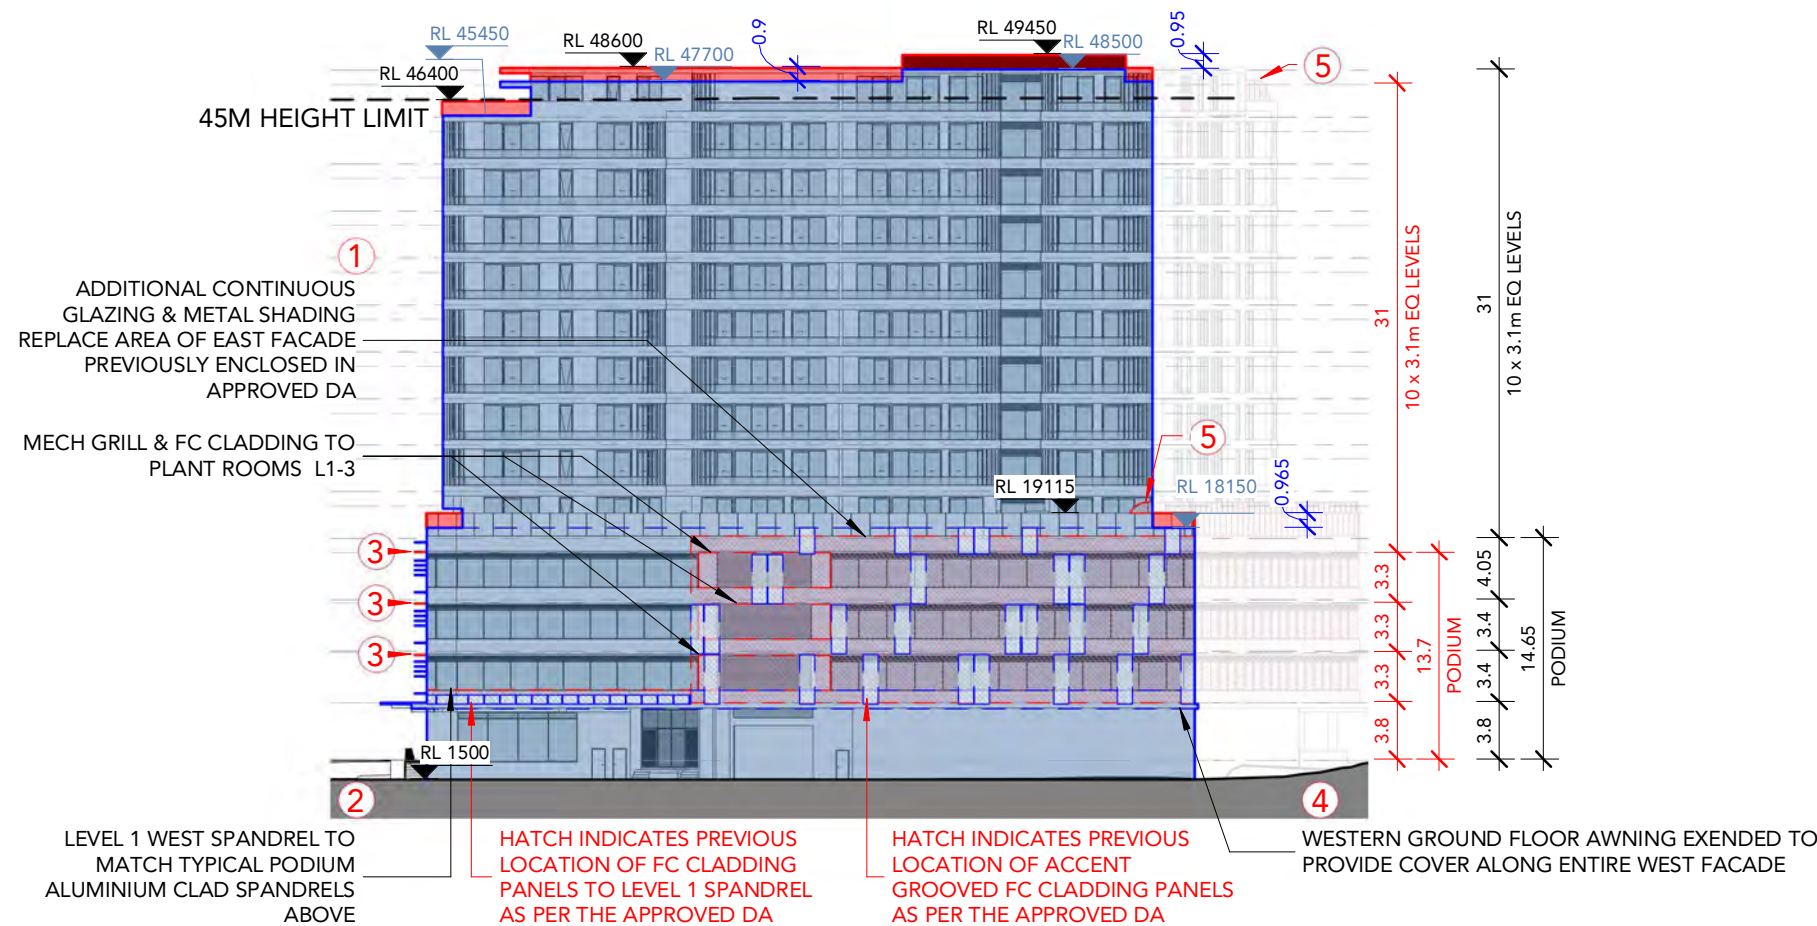 RL 45450
RL 48600
RL 47700
0.9
RL 49450
RL 48500
0.95
RL 46400
45M HEIGHT LIMIT
5
1
ADDITIONAL CONTINUOUS
GLAZING & METAL SHADING
REPLACE AREA OF EAST FACADE
PREVIOUSLY ENCLOSED IN
APPROVED DA
MECH GRILL & FC CLADDING TO
PLANT ROOMS L1-3
5
RL 19115
RL 18150
0.965
31
10 x 3.1m EQ LEVELS
31
10 x 3.1m EQ LEVELS
3
3
3
3.3
3.3
3.3
3.8
13.7
PODIUM
4.05
3.4
3.4
3.8
14.65
PODIUM
RL 1500
2
4
LEVEL 1 WEST SPANDREL TO
MATCH TYPICAL PODIUM
ALUMINIUM CLAD SPANDRELS
ABOVE
HATCH INDICATES PREVIOUS
LOCATION OF FC CLADDING
PANELS TO LEVEL 1 SPANDREL
AS PER THE APPROVED DA
HATCH INDICATES PREVIOUS
LOCATION OF ACCENT
GROOVED FC CLADDING PANELS
AS PER THE APPROVED DA
WESTERN GROUND FLOOR AWNING EXENDED TO
PROVIDE COVER ALONG ENTIRE WEST FACADE